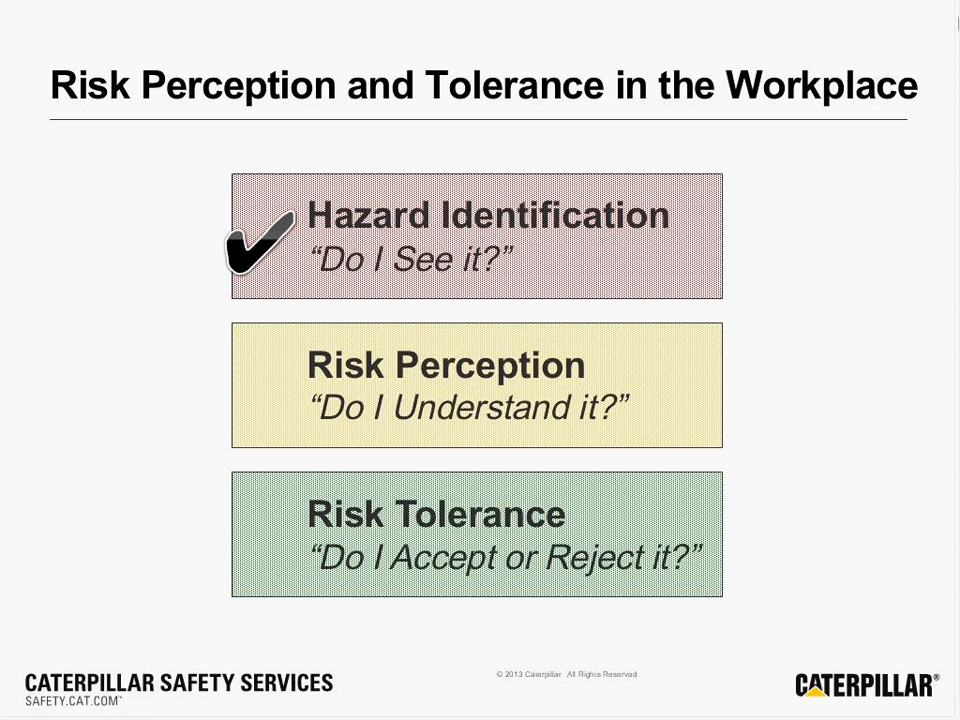 Risk Perception and Tolerance in the Workplace
Hazard Identification
“Do I See it?”
Risk Perception
“Do I Understand it?”
Risk Tolerance
“Do I Accept or Reject it?”
© 2013 Caterpillar All Rights Reserved
CATERPILLAR SAFETY SERVICES
SAFETY.CAT.COM™
CATERPILLAR®